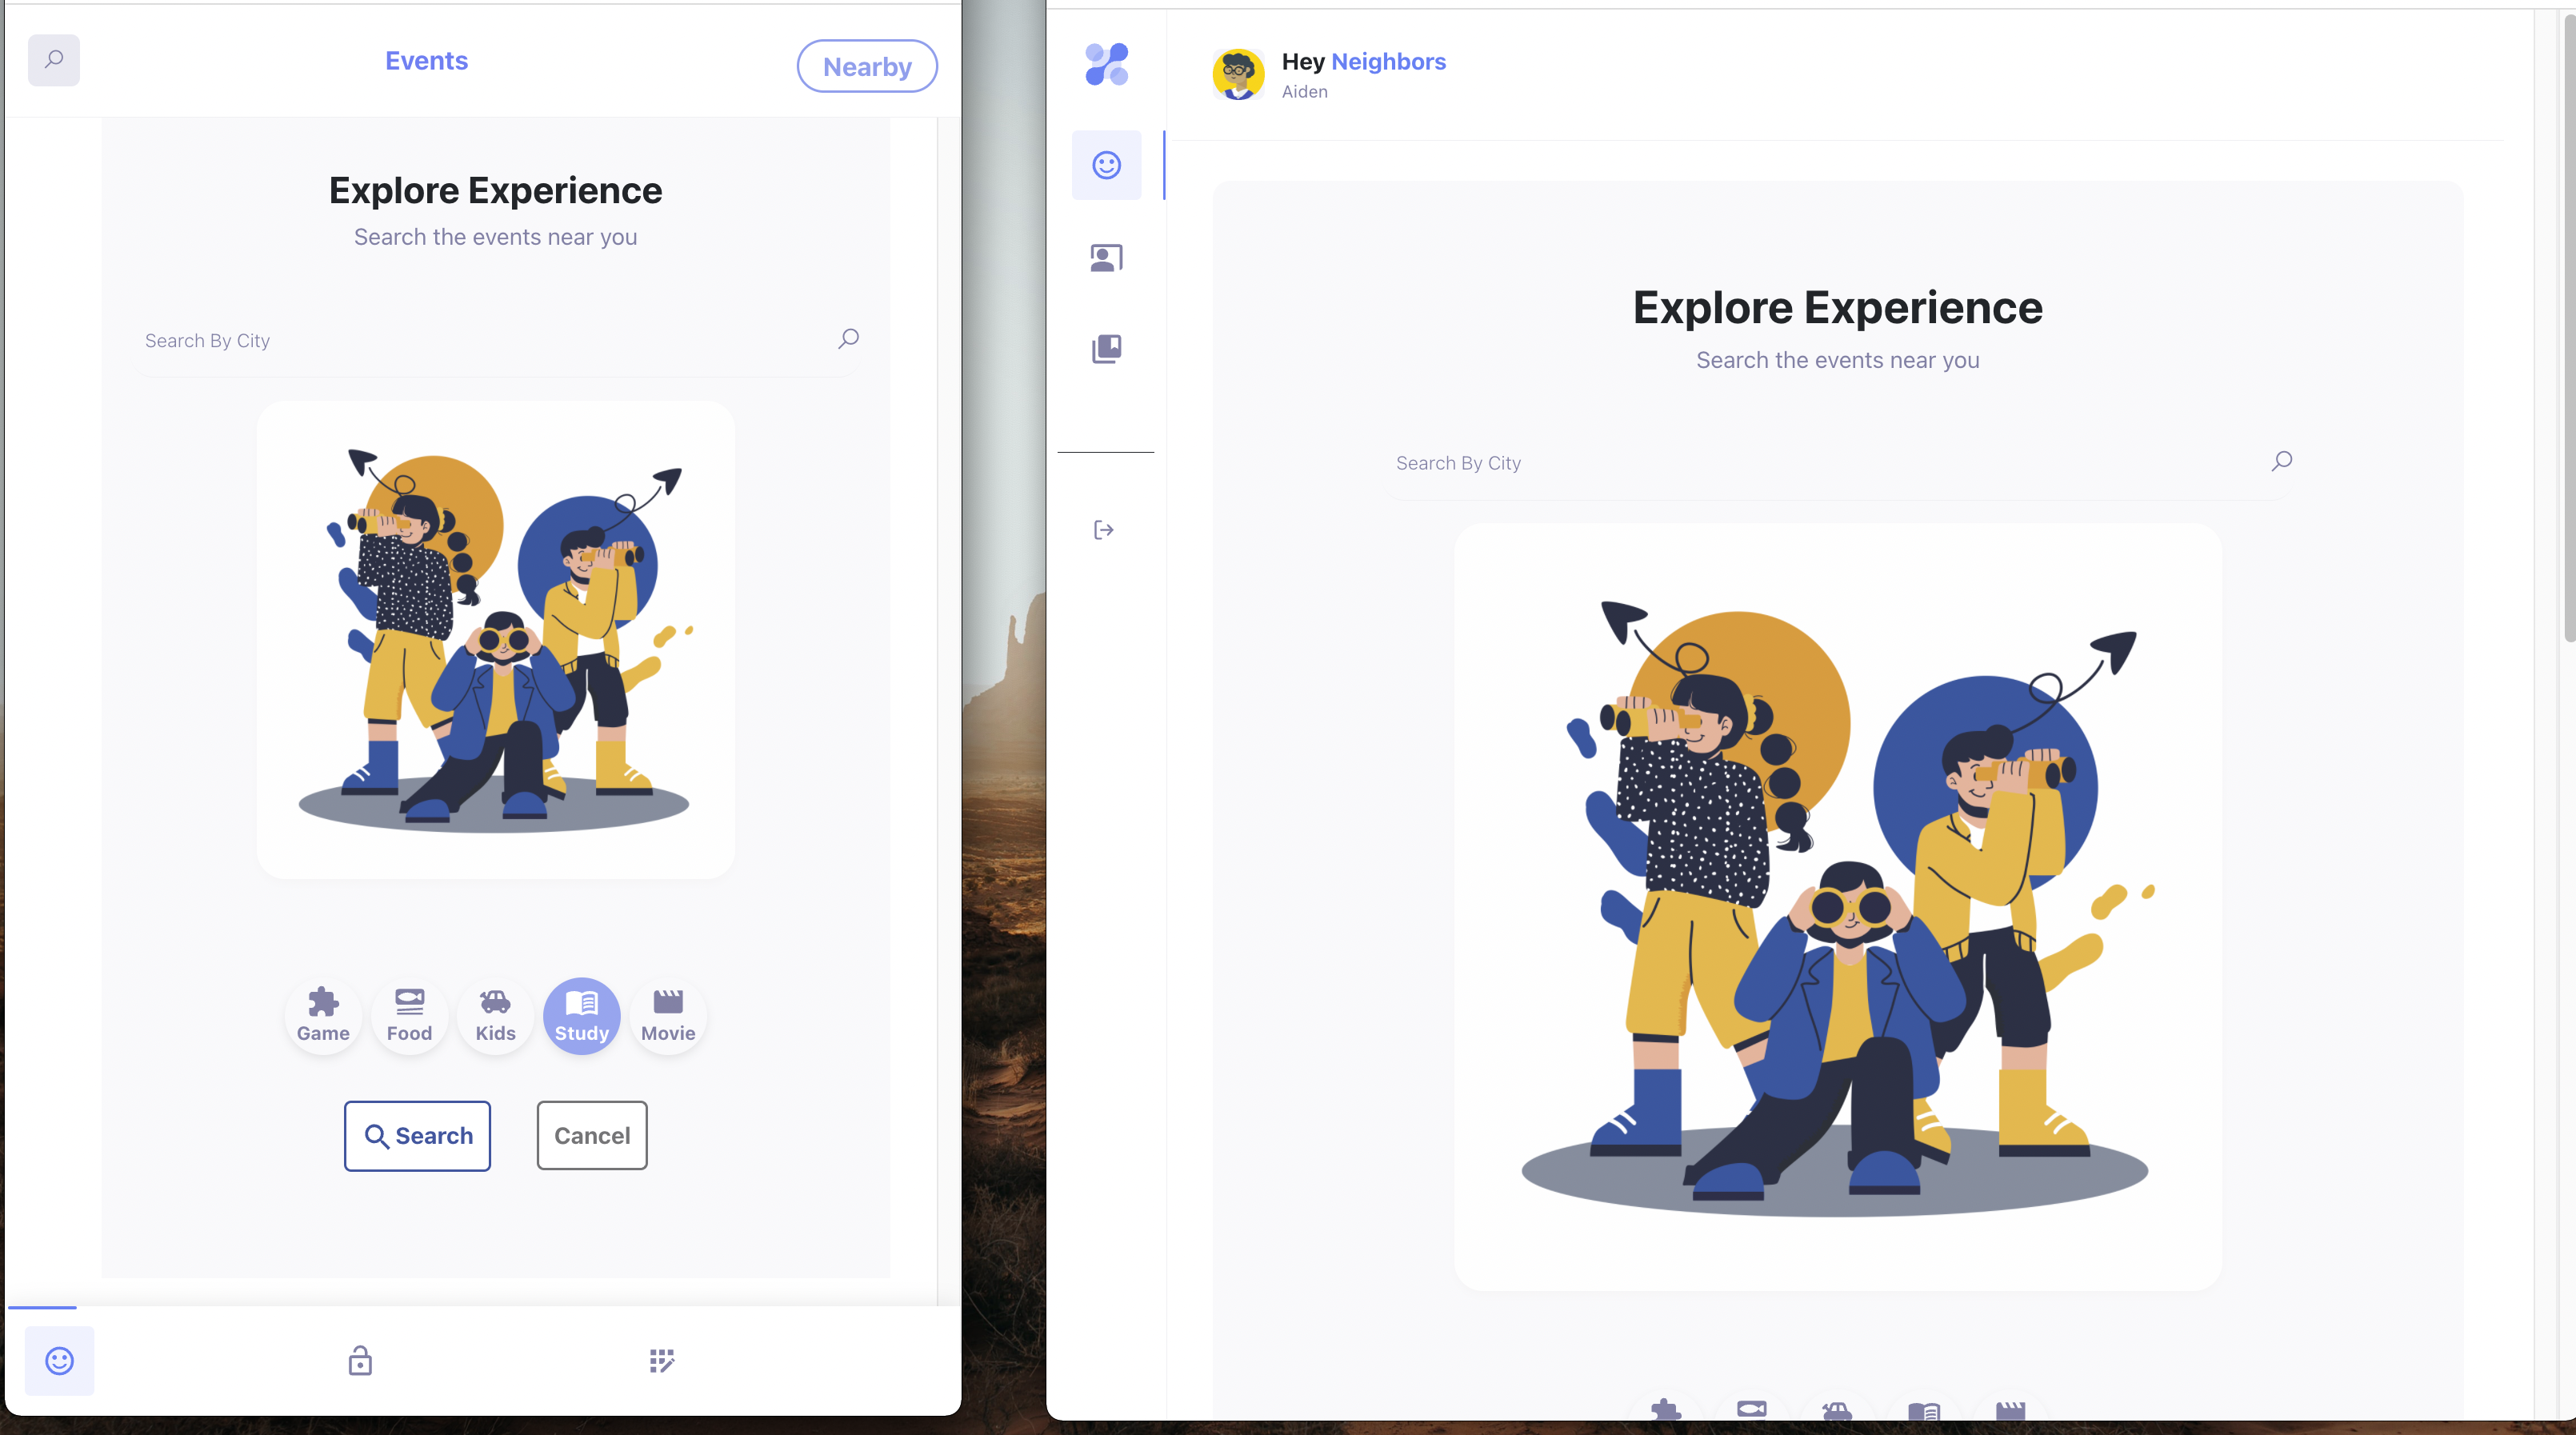 Events
Nearby
Explore Experience
Search the events near you
Search By City
Game
Food
Kids
Study
Movie
Search
Cancel
Hey Neighbors
Aiden
Explore Experience
Search the events near you
Search By City